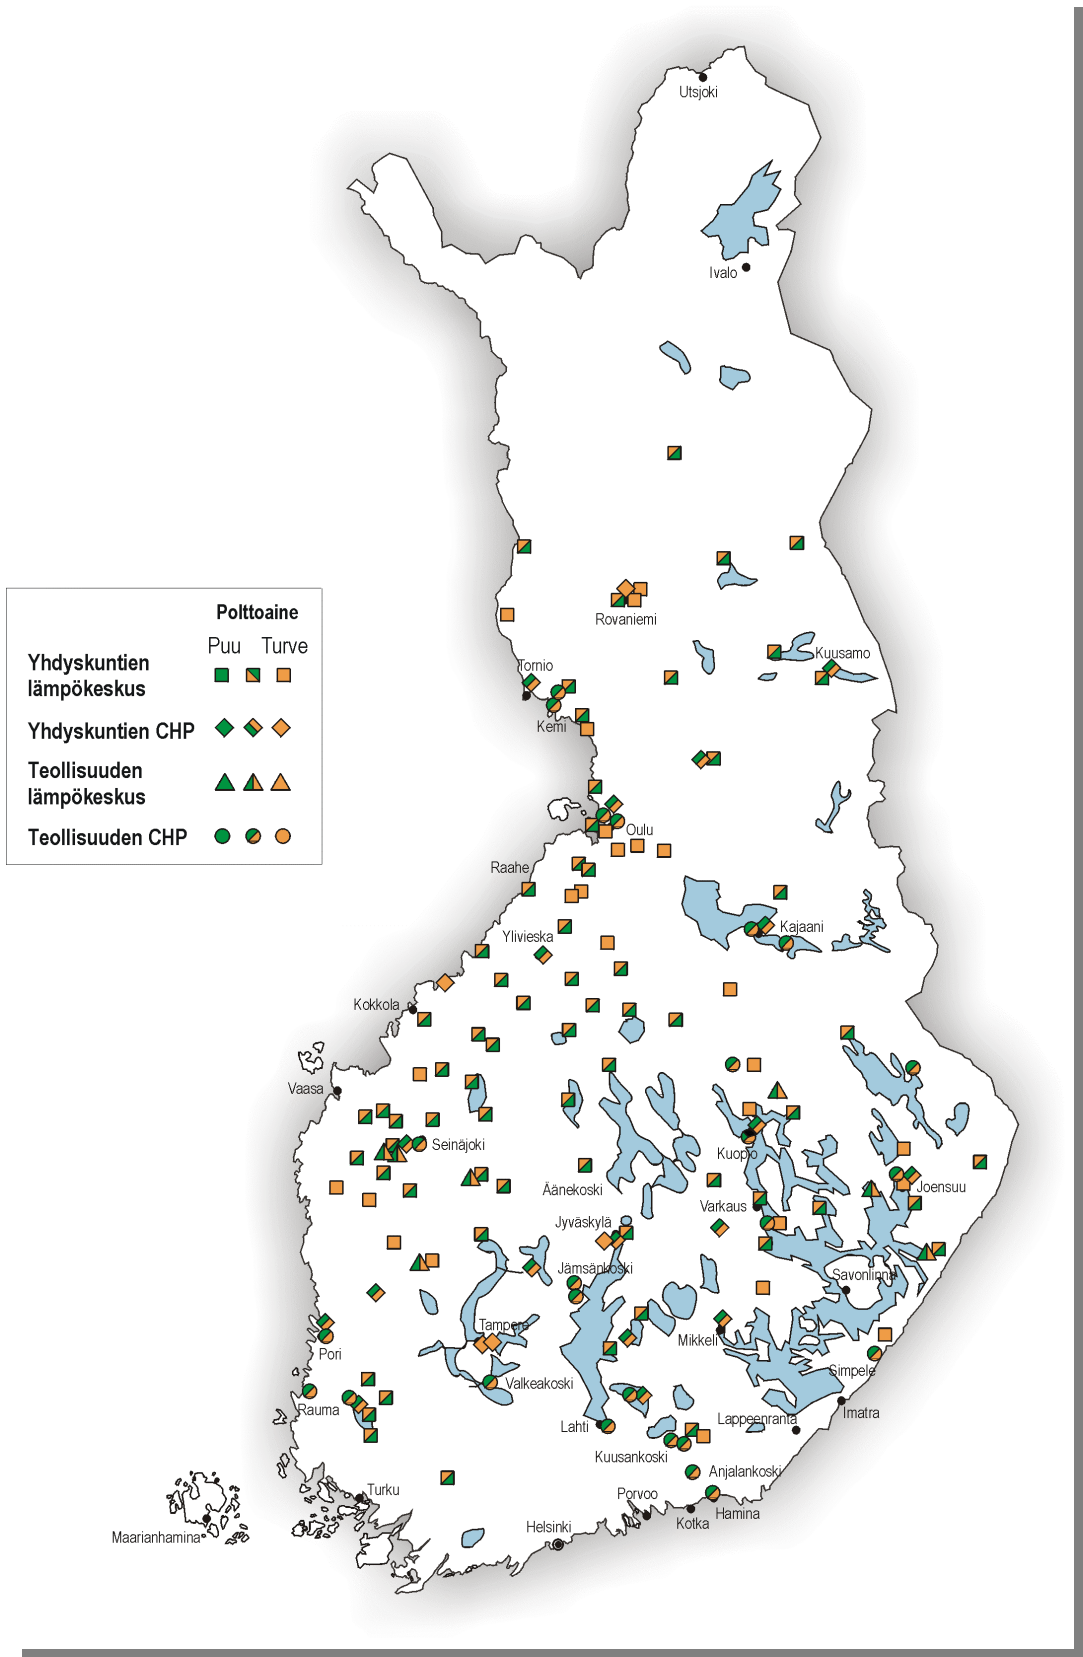 Utsjoki
Ivalo
Polttoaine
Puu Turve
Yhdyskuntien
lämpökeskus
Yhdyskuntien CHP
Teollisuuden
lämpökeskus
Teollisuuden CHP
Rovaniemi
Kuusamo
Tornio
Kemi
Oulu
Raahe
Kajaani
Ylivieska
Kokkola
Vaasa
Seinäjoki
Kuopio
Äänekoski
Joensuu
Varkaus
Jyväskylä
Jämsänkoski
Savonlinna
Tampere
Mikkeli
Pori
Simpele
Valkeakoski
Rauma
Imatra
Lappeenranta
Lahti
Kuusankoski
Anjalankoski
Turku
Porvoo
Hamina
Kotka
Helsinki
Maarianhamina